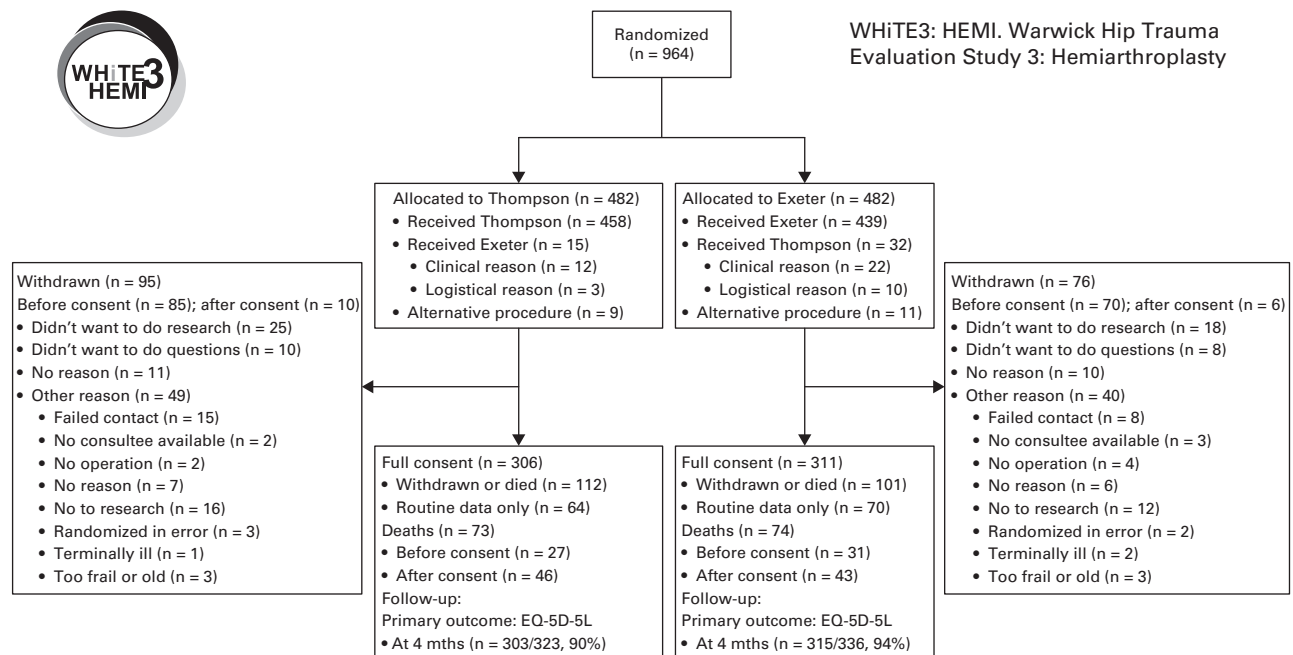 WHiTE3
HEMI
Randomized
(n = 964)
WHiTE3: HEMI. Warwick Hip Trauma
Evaluation Study 3: Hemiarthroplasty
Allocated to Thompson (n = 482)
• Received Thompson (n = 458)
• Received Exeter (n = 15)
• Clinical reason (n = 12)
• Logistical reason (n = 3)
• Alternative procedure (n = 9)
Allocated to Exeter (n = 482)
• Received Exeter (n = 439)
• Received Thompson (n = 32)
• Clinical reason (n = 22)
• Logistical reason (n = 10)
• Alternative procedure (n = 11)
Withdrawn (n = 95)
Before consent (n = 85); after consent (n = 10)
• Didn't want to do research (n = 25)
• Didn't want to do questions (n = 10)
• No reason (n = 11)
• Other reason (n = 49)
• Failed contact (n = 15)
• No consultee available (n = 2)
• No operation (n = 2)
• No reason (n = 7)
• No to research (n = 16)
• Randomized in error (n = 3)
• Terminally ill (n = 1)
• Too frail or old (n = 3)
Withdrawn (n = 76)
Before consent (n = 70); after consent (n = 6)
• Didn't want to do research (n = 18)
• Didn't want to do questions (n = 8)
• No reason (n = 10)
• Other reason (n = 40)
• Failed contact (n = 8)
• No consultee available (n = 3)
• No operation (n = 4)
• No reason (n = 6)
• No to research (n = 12)
• Randomized in error (n = 2)
• Terminally ill (n = 2)
• Too frail or old (n = 3)
Full consent (n = 306)
• Withdrawn or died (n = 112)
• Routine data only (n = 64)
Deaths (n = 73)
• Before consent (n = 27)
• After consent (n = 46)
Follow-up:
Primary outcome: EQ-5D-5L
• At 4 mths (n = 303/323, 90%)
Full consent (n = 311)
• Withdrawn or died (n = 101)
• Routine data only (n = 70)
Deaths (n = 74)
• Before consent (n = 31)
• After consent (n = 43)
Follow-up:
Primary outcome: EQ-5D-5L
• At 4 mths (n = 315/336, 94%)